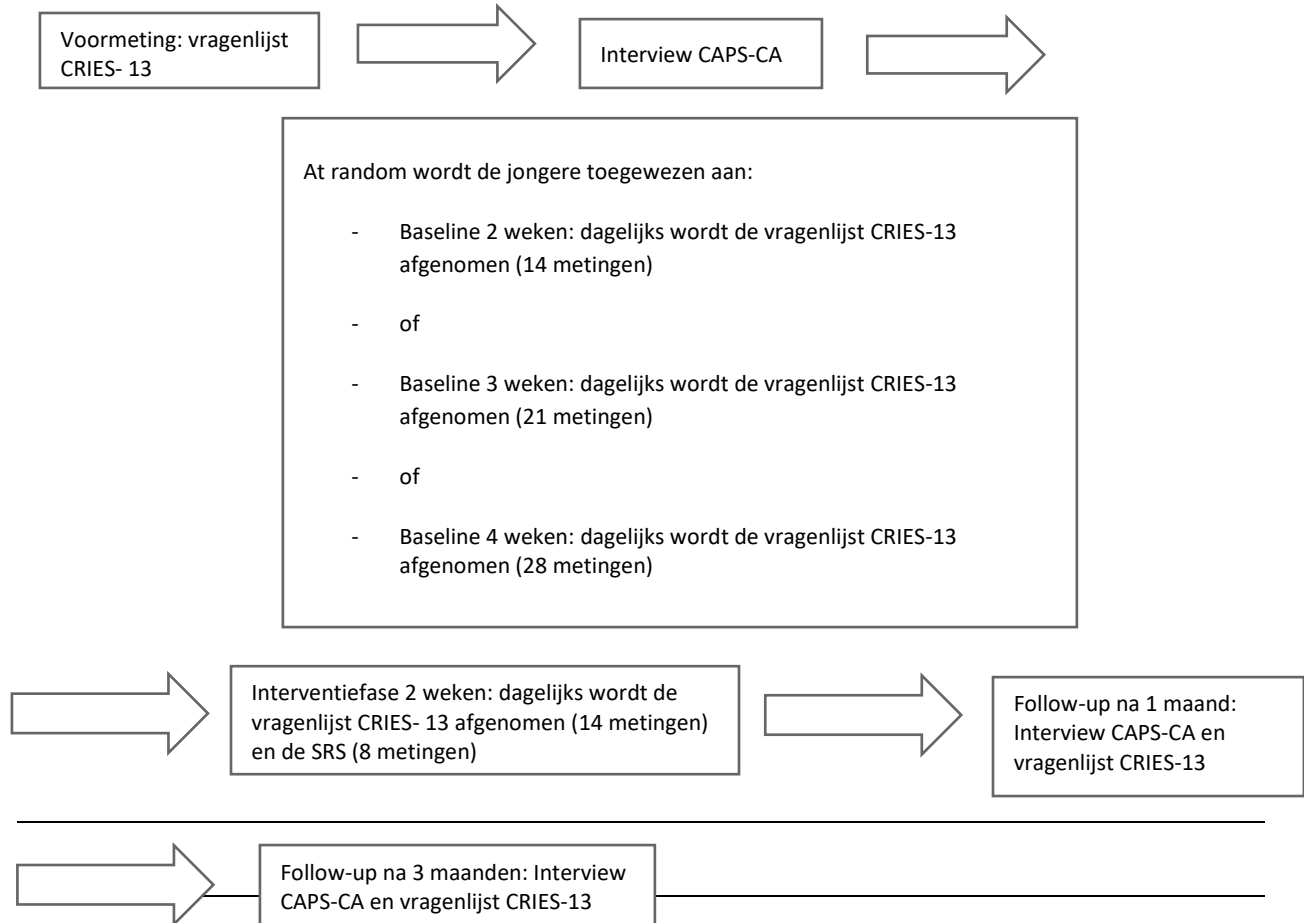 Voormeting: vragenlijst
CRIES- 13
Interview CAPS-CA
At random wordt de jongere toegewezen aan:
- Baseline 2 weken: dagelijks wordt de vragenlijst CRIES-13
afgenomen (14 metingen)
- of
- Baseline 3 weken: dagelijks wordt de vragenlijst CRIES-13
afgenomen (21 metingen)
- of
- Baseline 4 weken: dagelijks wordt de vragenlijst CRIES-13
afgenomen (28 metingen)
Interventiefase 2 weken: dagelijks wordt de
vragenlijst CRIES- 13 afgenomen (14 metingen)
en de SRS (8 metingen)
Follow-up na 1 maand:
Interview CAPS-CA en
vragenlijst CRIES-13
Follow-up na 3 maanden: Interview
CAPS-CA en vragenlijst CRIES-13